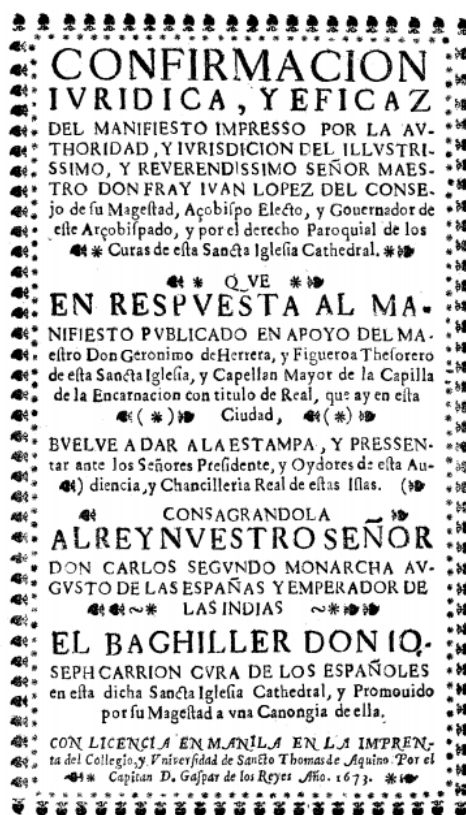 CONFIRMACION
IVRIDICA, Y EFICAZ
DEL MANIFIESTO IMPRESSO POR LA AV-
THORIDAD, Y IVRISDICION DEL ILLVSTRI-
SSIMO, Y REVERENDISSIMO SEÑOR MAES-
TRO DON FRAY IVAN LOPEZ DEL CONSE-
jo de ſu Mageſtad, Açobiſpo Electo, y Gouernador de
eſte Arçobiſpado, y por el derecho Paroquial de los
Curas de eſta Sancta Igleſia Cathedral.
QVE
EN RESPVESTA AL MA-
NIFIESTO PVBLICADO EN APOYO DEL MA-
eſtro Don Geronimo de Herrera, y Figueroa Theſorero
de eſta Sancta Igleſia, y Capellan Mayor de la Capilla
de la Encarnacion con titulo de Real, que ay en eſta
(*) Ciudad, (*)
BVELVE A DAR A LA ESTAMPA, Y PRESSEN-
tar ante los Señores Preſidente, y Oydores de eſta Au-
) diencia, y Chancilleria Real de eſtas Iſlas. (
CONSAGRANDOLA
AL REY NVESTRO SEÑOR
DON CARLOS SEGVNDO MONARCHA AV-
GVSTO DE LAS ESPAÑAS Y EMPERADOR DE
LAS INDIAS
EL BAGHILLER DON IO-
SEPH CARRION CVRA DE LOS ESPAÑOLES
en eſta dicha Sancta Igleſia Cathedral, y Promouido
por ſu Mageſtad a vna Canongia de ella.
CON LICENCIA EN MANILA EN LA IMPREN-
ta del Collegio, y Vniverſidad de Sancto Thomas de Aquino. Por el
Capitan D. Gaſpar de los Reyes Año. 1673.